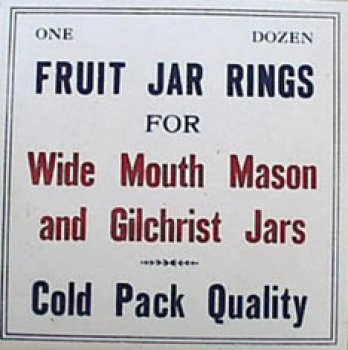 ONE DOZEN
FRUIT JAR RINGS
FOR
Wide Mouth Mason
and Gilchrist Jars
Cold Pack Quality